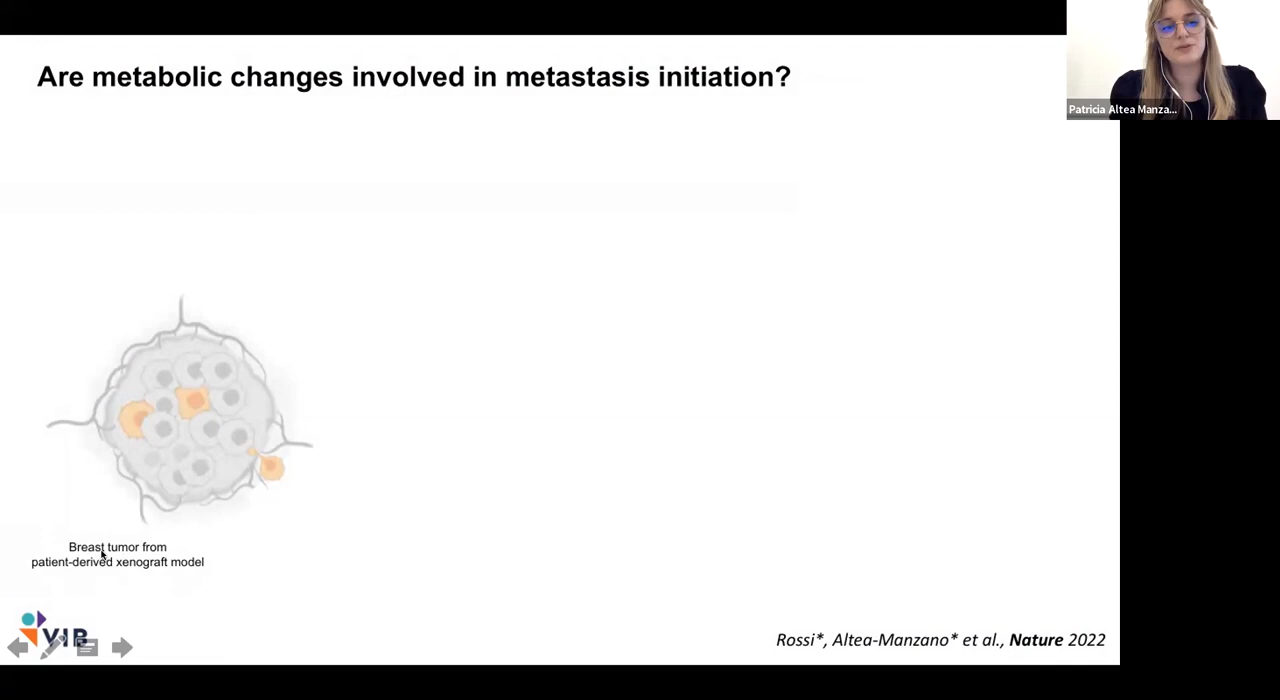 Are metabolic changes involved in metastasis initiation?
Patricia Altea Manza...
Breast tumor from
patient-derived xenograft model
VIB
Rossi*, Altea-Manzano* et al., Nature 2022